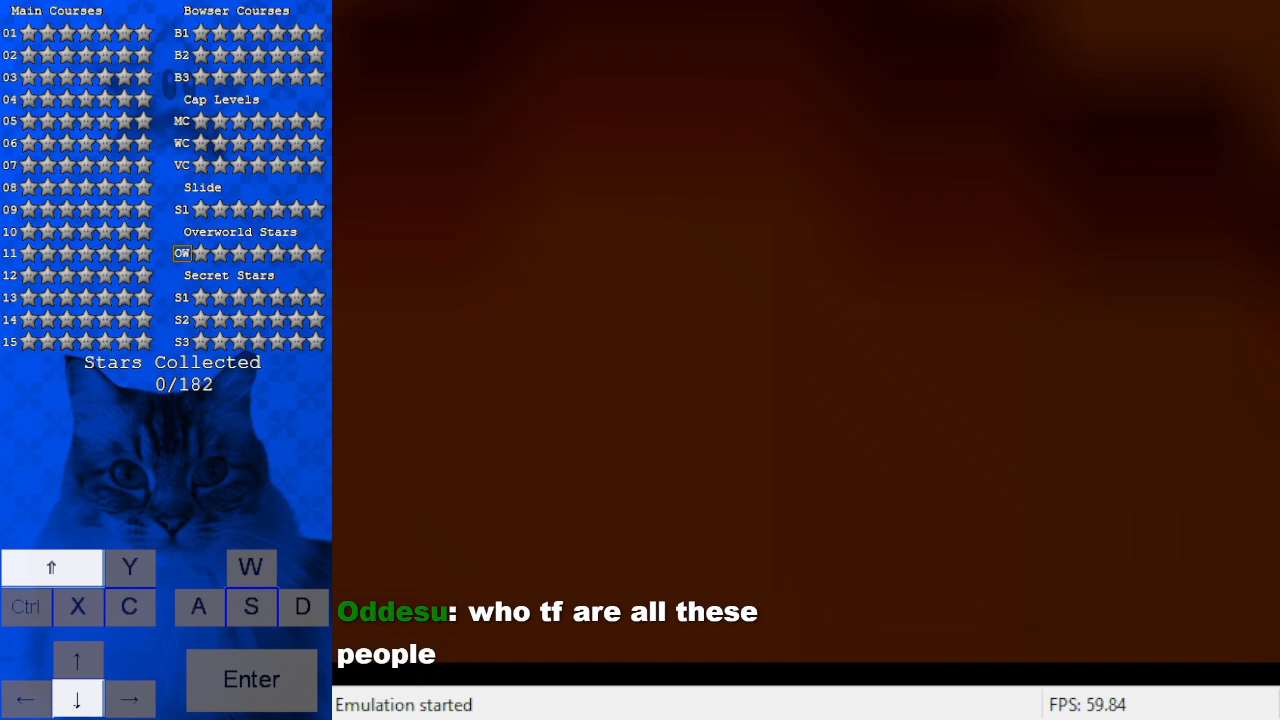 Main Courses
01
02
03
04
05
06
07
08
09
10
11
12
13
14
15
Bowser Courses
B1
B2
B3
Cap Levels
MC
WC
VC
Slide
S1
Overworld Stars
OW
Secret Stars
S1
S2
S3
Stars Collected
0/182
⇑ Y W
Ctrl X C A S D
↑
← ↓ → Enter
Oddesu: who tf are all these
people
Emulation started
FPS: 59.84